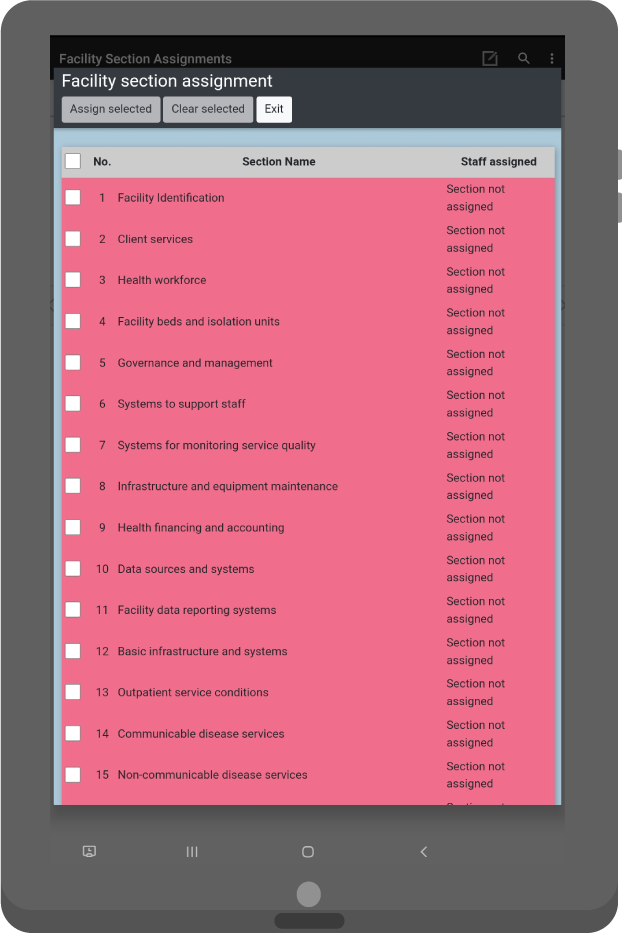 Facility Section Assignments
Facility section assignment
Assign selected Clear selected Exit
No. Section Name Staff assigned
1 Facility Identification Section not
assigned
2 Client services Section not
assigned
3 Health workforce Section not
assigned
4 Facility beds and isolation units Section not
assigned
5 Governance and management Section not
assigned
6 Systems to support staff Section not
assigned
7 Systems for monitoring service quality Section not
assigned
8 Infrastructure and equipment maintenance Section not
assigned
9 Health financing and accounting Section not
assigned
10 Data sources and systems Section not
assigned
11 Facility data reporting systems Section not
assigned
12 Basic infrastructure and systems Section not
assigned
13 Outpatient service conditions Section not
assigned
14 Communicable disease services Section not
assigned
15 Non-communicable disease services Section not
assigned